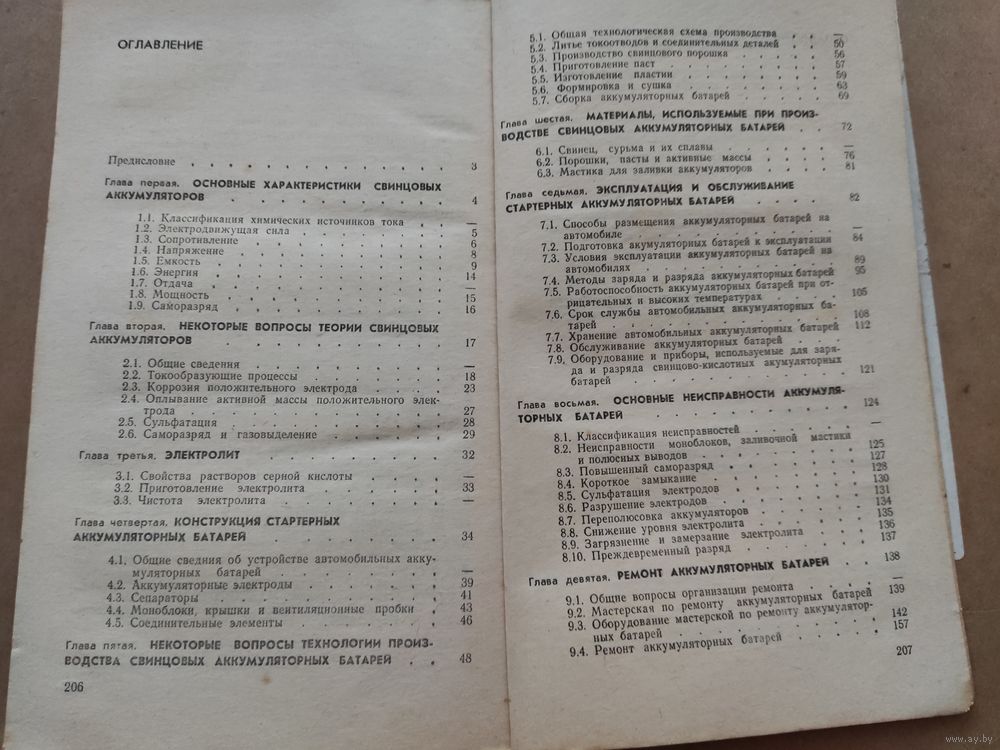 ОГЛАВЛЕНИЕ
Предисловие . . . . . . . . . . . . 3
Глава первая. ОСНОВНЫЕ ХАРАКТЕРИСТИКИ СВИНЦОВЫХ
АККУМУЛЯТОРОВ . . . . . . . . . . 4
1.1. Классификация химических источников тока . . —
1.2. Электродвижущая сила . . . . . . . 5
1.3. Сопротивление . . . . . . . . . 6
1.4. Напряжение . . . . . . . . . . 8
1.5. Емкость . . . . . . . . . . . 9
1.6. Энергия . . . . . . . . . . . 14
1.7. Отдача . . . . . . . . . . . —
1.8. Мощность . . . . . . . . . . 15
1.9. Саморазряд . . . . . . . . . . 16
Глава вторая. НЕКОТОРЫЕ ВОПРОСЫ ТЕОРИИ СВИНЦОВЫХ
АККУМУЛЯТОРОВ . . . . . . . . . . 17
2.1. Общие сведения . . . . . . . . —
2.2. Токообразующие процессы . . . . . . 18
2.3. Коррозия положительного электрода . . . . 23
2.4. Оплывание активной массы положительного элек-
трода . . . . . . . . . . . 27
2.5. Сульфатация . . . . . . . . . 28
2.6. Саморазряд и газовыделение . . . . . 29
Глава третья. ЭЛЕКТРОЛИТ . . . . . . . . 32
3.1. Свойства растворов серной кислоты . . . . —
3.2. Приготовление электролита . . . . . . 33
3.3. Чистота электролита . . . . . . . —
Глава четвертая. КОНСТРУКЦИЯ СТАРТЕРНЫХ
АККУМУЛЯТОРНЫХ БАТАРЕЙ . . . . . . . . 34
4.1. Общие сведния об устройстве автомобильных акку-
муляторных батарей . . . . . . . —
4.2. Аккумуляторные электроды . . . . . . 39
4.3. Сепараторы . . . . . . . . . 41
4.4. Моноблоки, крышки и вентиляционные пробки . 43
4.5. Соединительные элементы . . . . . . 46
Глава пятая. НЕКОТОРЫЕ ВОПРОСЫ ТЕХНОЛОГИИ ПРОИЗ-
ВОДСТВА СВИНЦОВЫХ АККУМУЛЯТОРНЫХ БАТАРЕЙ . . 48
206
5.1. Общая технологическая схема производства . . —
5.2. Литье токоотводов и соединительных деталей . . 50
5.3. Производство свинцового порошка . . . . 56
5.4. Приготовление паст . . . . . . . 57
5.5. Изготовление пластин . . . . . . . 59
5.6. Формировка и сушка . . . . . . . 63
5.7. Сборка аккумуляторных батарей . . . . . 69
Глава шестая. МАТЕРИАЛЫ, ИСПОЛЬЗУЕМЫЕ ПРИ ПРОИЗ-
ВОДСТВЕ СВИНЦОВЫХ АККУМУЛЯТОРНЫХ БАТАРЕЙ . . 72
6.1. Свинец, сурьма и их сплавы . . . . . —
6.2. Порошки, пасты и активные массы . . . . 76
6.3. Мастика для заливки аккумуляторов . . . . 81
Глава седьмая. ЭКСПЛУАТАЦИЯ И ОБСЛУЖИВАНИЕ
СТАРТЕРНЫХ АККУМУЛЯТОРНЫХ БАТАРЕЙ . . . . 82
7.1. Способы размещения аккумуляторных батарей на
автомобиле . . . . . . . . . —
7.2. Подготовка акумуляторных батарей к эксплуатации 84
7.3. Условия эксплуатации аккумуляторных батарей на
автомобилях . . . . . . . . . 89
7.4. Методы заряда и разряда аккумуляторных батарей 95
7.5. Работоспособность аккумуляторных батарей при от-
рицательных и высоких температурах . . . . 105
7.6. Срок службы автомобильных аккумуляторных ба-
тарей . . . . . . . . . . . 108
7.7. Хранение автомобильных аккумуляторных батарей 112
7.8. Обслуживание аккумуляторных батарей . . . —
7.9. Оборудование и приборы, используемые для заря-
да и разряда свинцово-кислотных акумуляторных
батарей . . . . . . . . . . 121
Глава восьмая. ОСНОВНЫЕ НЕИСПРАВНОСТИ АККУМУЛЯ-
ТОРНЫХ БАТАРЕЙ . . . . . . . . . . 124
8.1. Классификация неисправностей . . . . . —
8.2. Неисправности моноблоков, заливочной мастики
и полюсных выводов . . . . . . . 125
8.3. Повышенный саморазряд . . . . . . 127
8.4. Короткое замыкание . . . . . . . 128
8.5. Сульфатация электродов . . . . . . 130
8.6. Разрушение электродов . . . . . . 131
8.7. Переполюсовка аккумуляторов . . . . . 134
8.8. Снижение уровня электролита . . . . . 135
8.9. Загрязнение и замерзание электролита . . . 136
8.10. Преждевременный разряд . . . . . . 137
Глава девятая. РЕМОНТ АККУМУЛЯТОРНЫХ БАТАРЕЙ . . 138
9.1. Общие вопросы организации ремонта . . . —
9.2. Мастерская по ремонту аккумуляторных батарей 139
9.3. Оборудование мастерской по ремонту аккумулятор-
ных батарей . . . . . . . . . 142
9.4. Ремонт аккумуляторных батарей . . . . . 157
207
www.ay.by